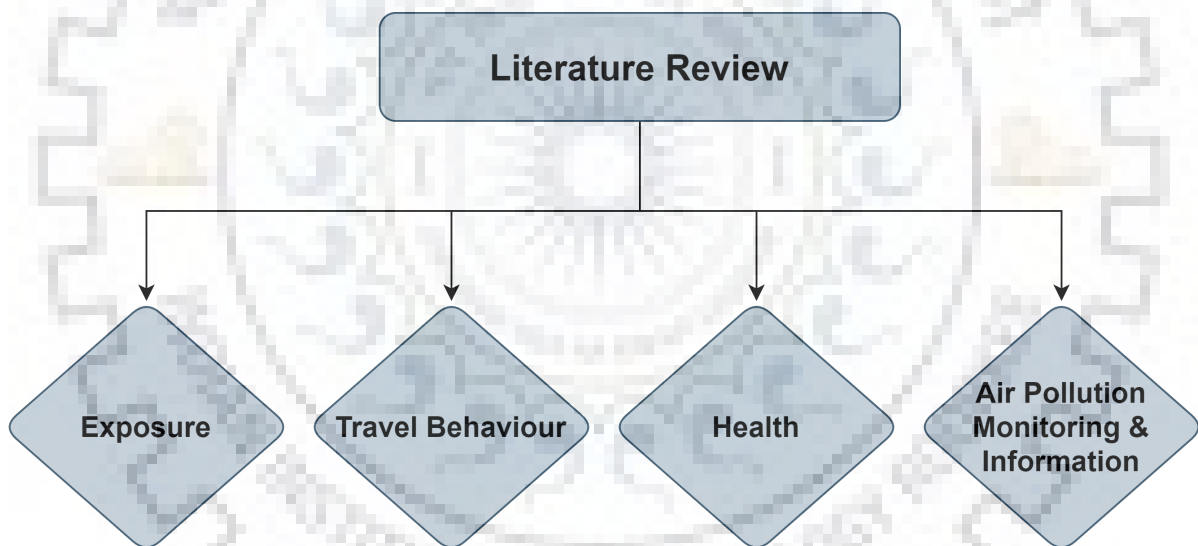 Literature Review
Exposure
Travel Behaviour
Health
Air Pollution
Monitoring &
Information